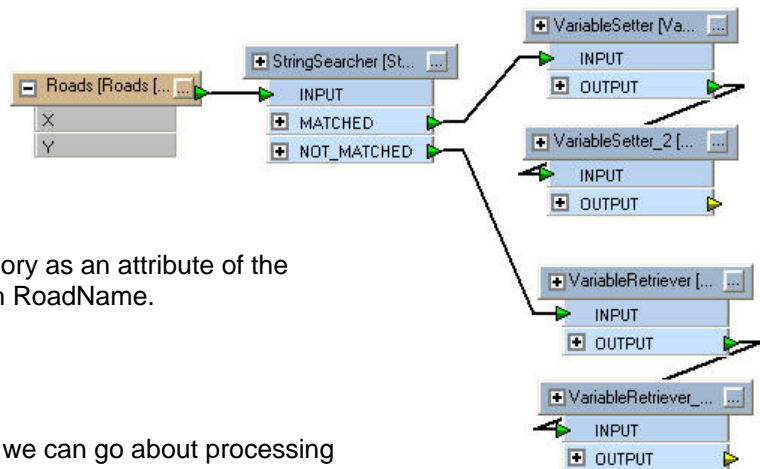 Roads [Roads [... ...
X
Y
StringSearcher [St... ...
INPUT
MATCHED
NOT_MATCHED
VariableSetter [Va... ...
INPUT
OUTPUT
VariableSetter_2 [... ...
INPUT
OUTPUT
ory as an attribute of the
RoadName.
VariableRetriever [... ...
INPUT
OUTPUT
VariableRetriever_... ...
INPUT
OUTPUT
we can go about processing